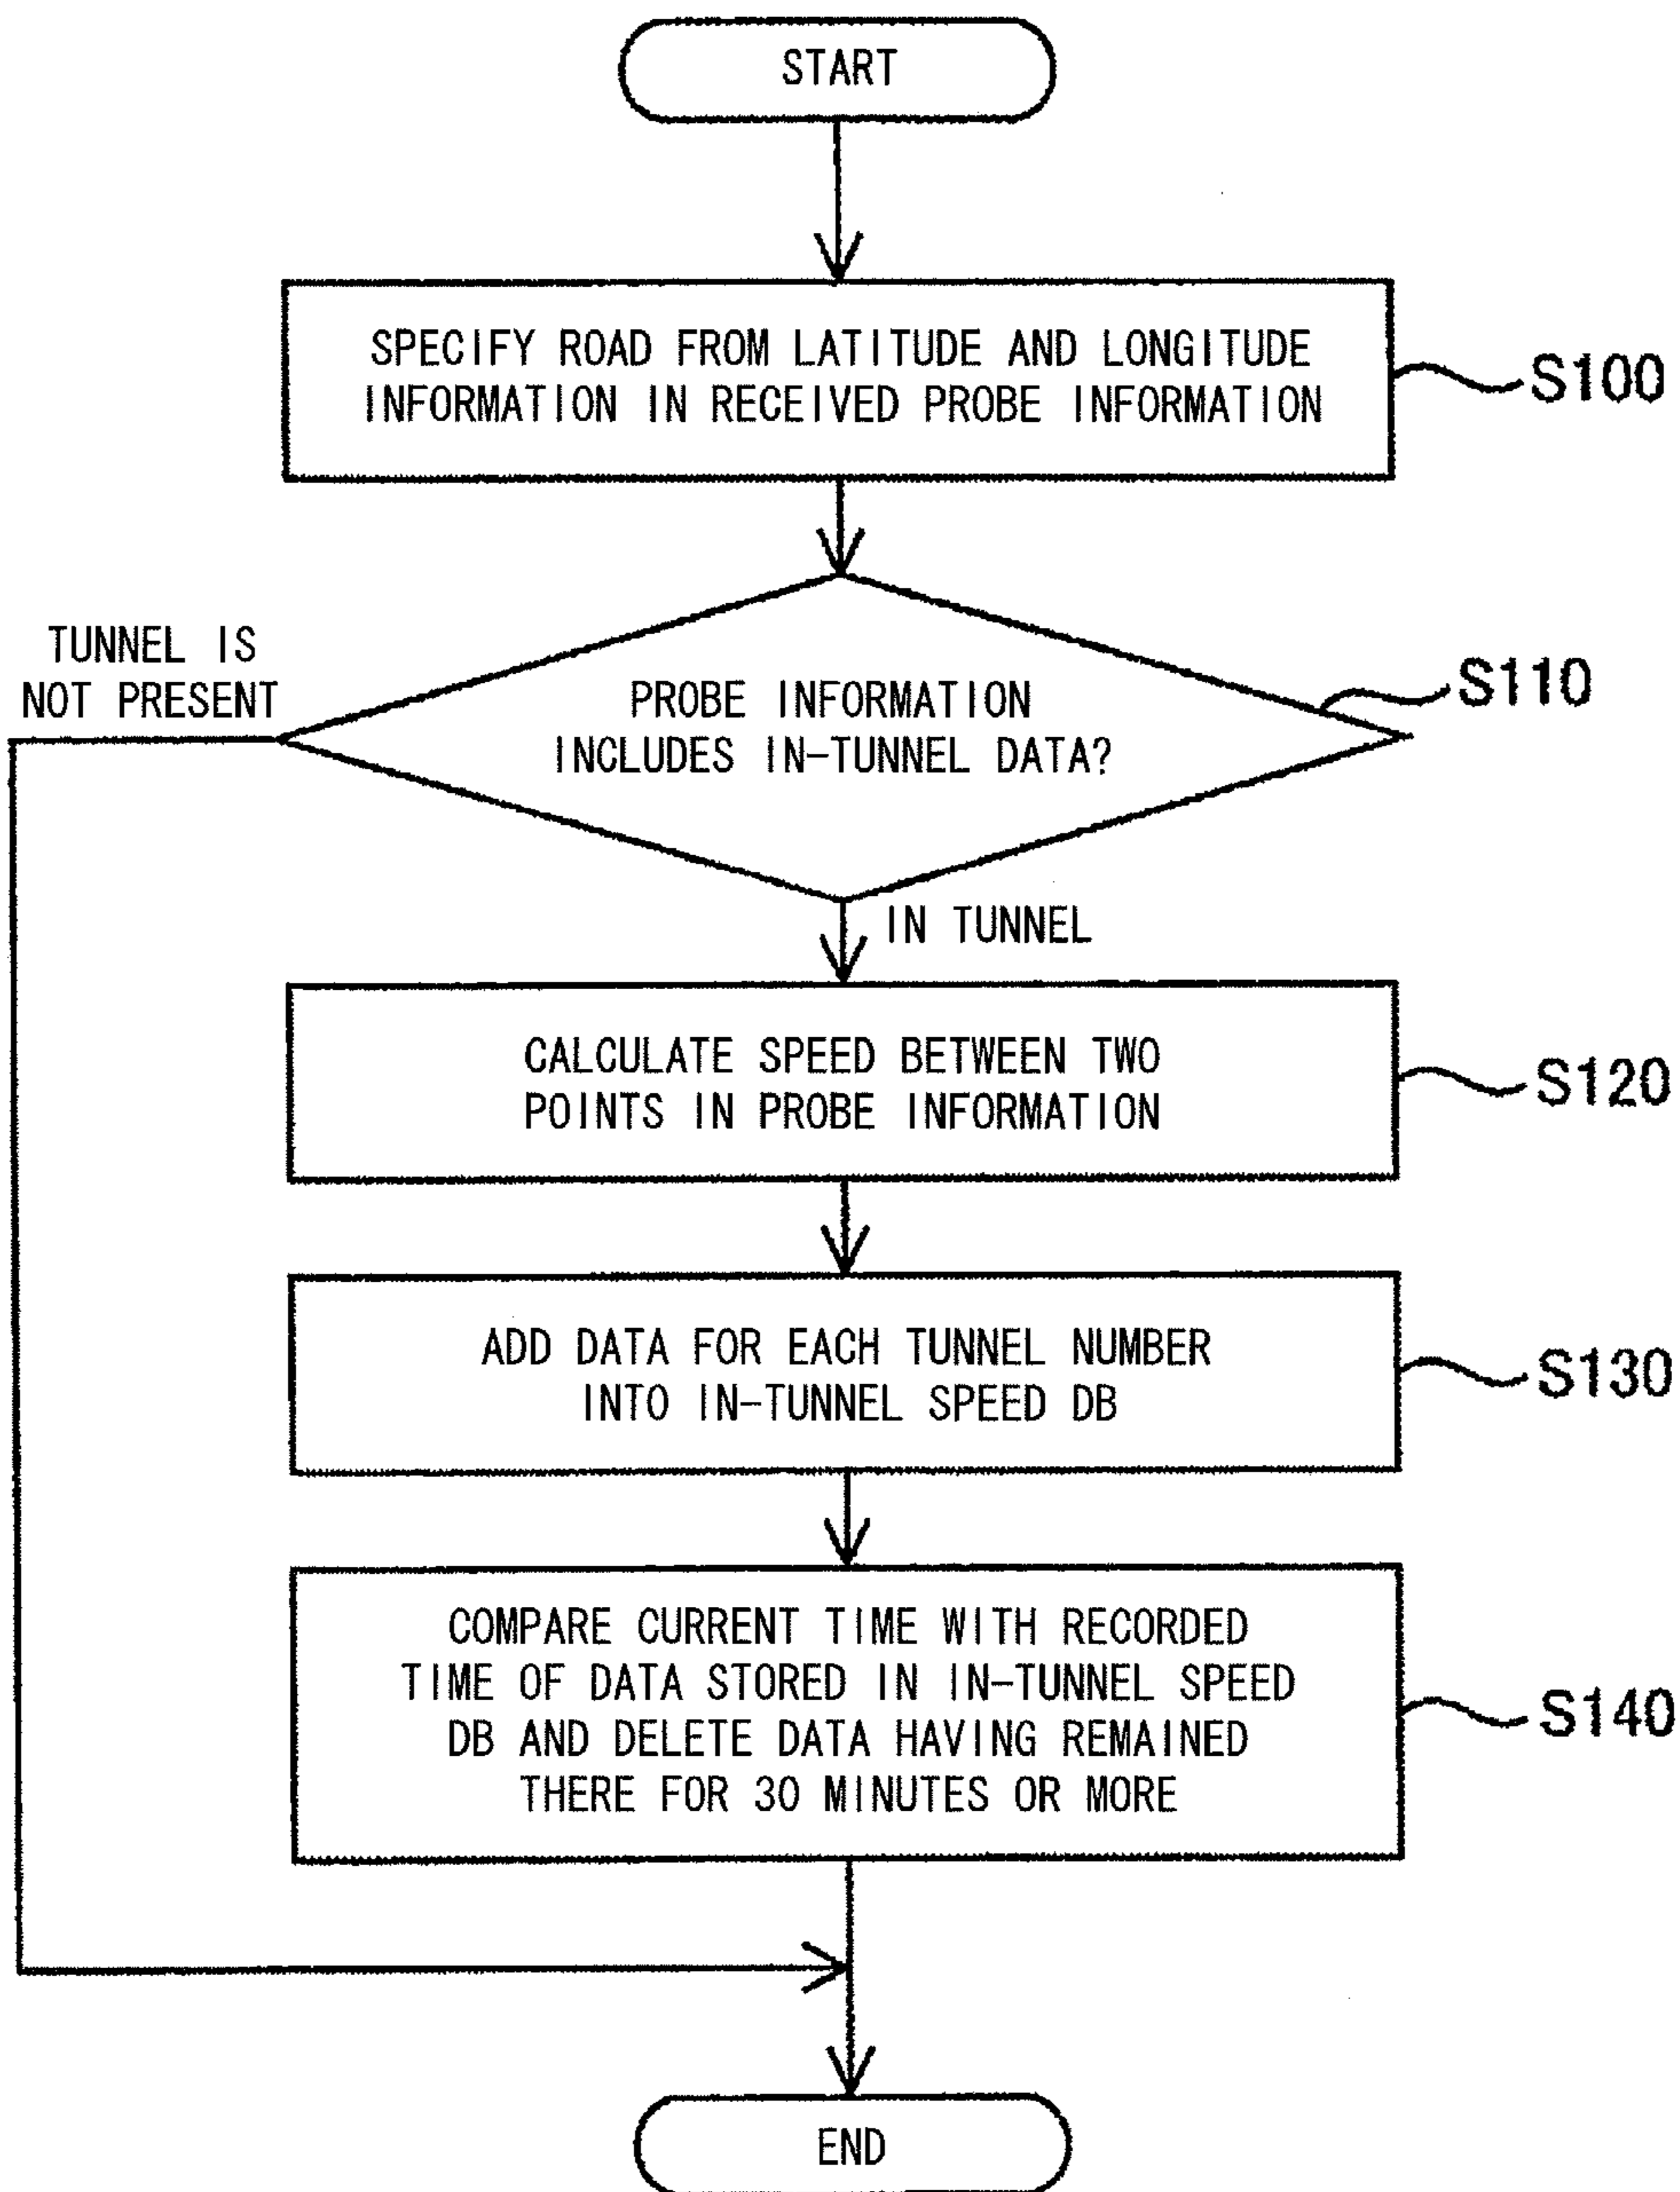 START
SPECIFY ROAD FROM LATITUDE AND LONGITUDE
INFORMATION IN RECEIVED PROBE INFORMATION
S100
TUNNEL IS
NOT PRESENT
PROBE INFORMATION
INCLUDES IN-TUNNEL DATA?
S110
IN TUNNEL
CALCULATE SPEED BETWEEN TWO
POINTS IN PROBE INFORMATION
S120
ADD DATA FOR EACH TUNNEL NUMBER
INTO IN-TUNNEL SPEED DB
S130
COMPARE CURRENT TIME WITH RECORDED
TIME OF DATA STORED IN IN-TUNNEL SPEED
DB AND DELETE DATA HAVING REMAINED
THERE FOR 30 MINUTES OR MORE
S140
END